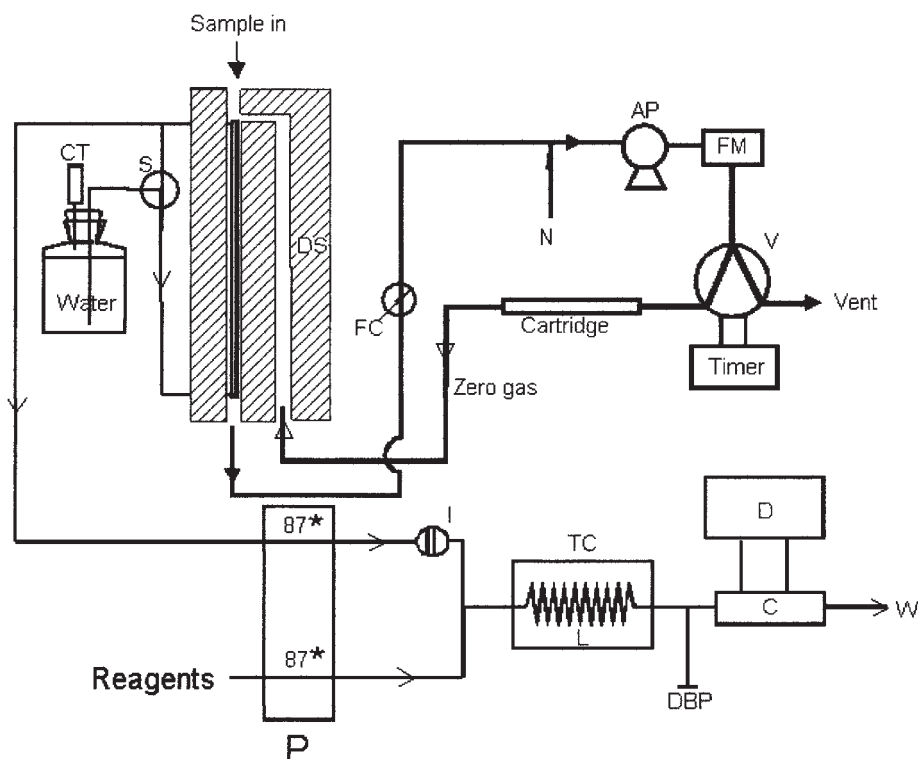 Sample in
AP
FM
CT
S
DS
N
V
Water
FC
Cartridge
Vent
Timer
Zero gas
87*
I
TC
D
L
C
W
87*
Reagents
DBP
P